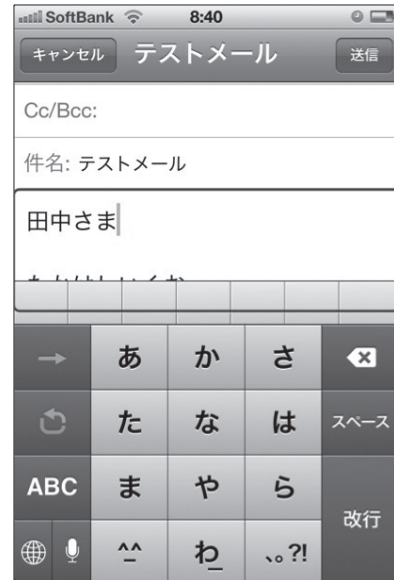 SoftBank 8:40
キャンセル テストメール 送信
Cc/Bcc:
件名: テストメール
田中さま
→ あ か さ
た な は スペース
ABC ま や ら 改行
^_^ わ_ 、。?!